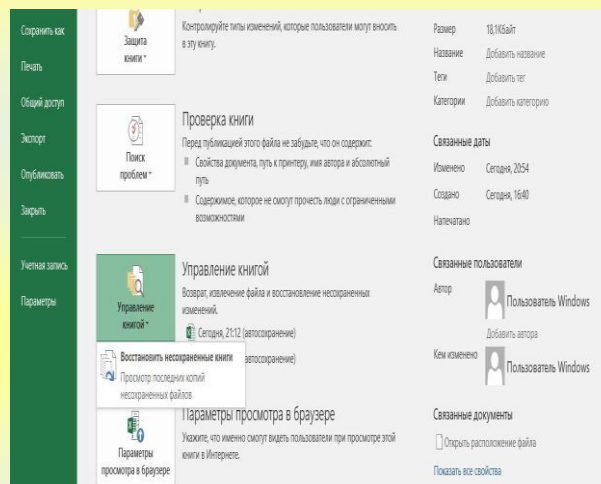 Сохранить как
Печать
Общий доступ
Экспорт
Опубликовать
Закрыть
Учетная запись
Параметры
Защита
книги
Контролируйте типы изменений, которые пользователи могут вносить
в эту книгу.
Поиск
проблем
Проверка книги
Перед публикацией этого файла не забудьте, что он содержит:
Свойства документа, путь к принтеру, имя автора и абсолютный
путь
Содержимое, которое не смогут прочесть люди с ограниченными
возможностями
Управление
книгой
Управление книгой
Возврат, извлечение файла и восстановление несохраненных
изменений.
Сегодня, 21:12 (автосохранение)
(автосохранение)
Восстановить несохраненные книги
Просмотр последних копий
несохраненных файлов
Параметры
просмотра в браузере
Параметры просмотра в браузере
Укажите, что именно смогут видеть пользователи при просмотре этой
книги в Интернете.
Размер 18,1Кбайт
Название Добавить название
Теги Добавить тег
Категории Добавить категорию
Связанные даты
Изменено Сегодня, 20:54
Создано Сегодня, 16:40
Напечатано
Связанные пользователи
Автор Пользователь Windows
Добавить автора
Кем изменено Пользователь Windows
Связанные документы
Открыть расположение файла
Показать все свойства